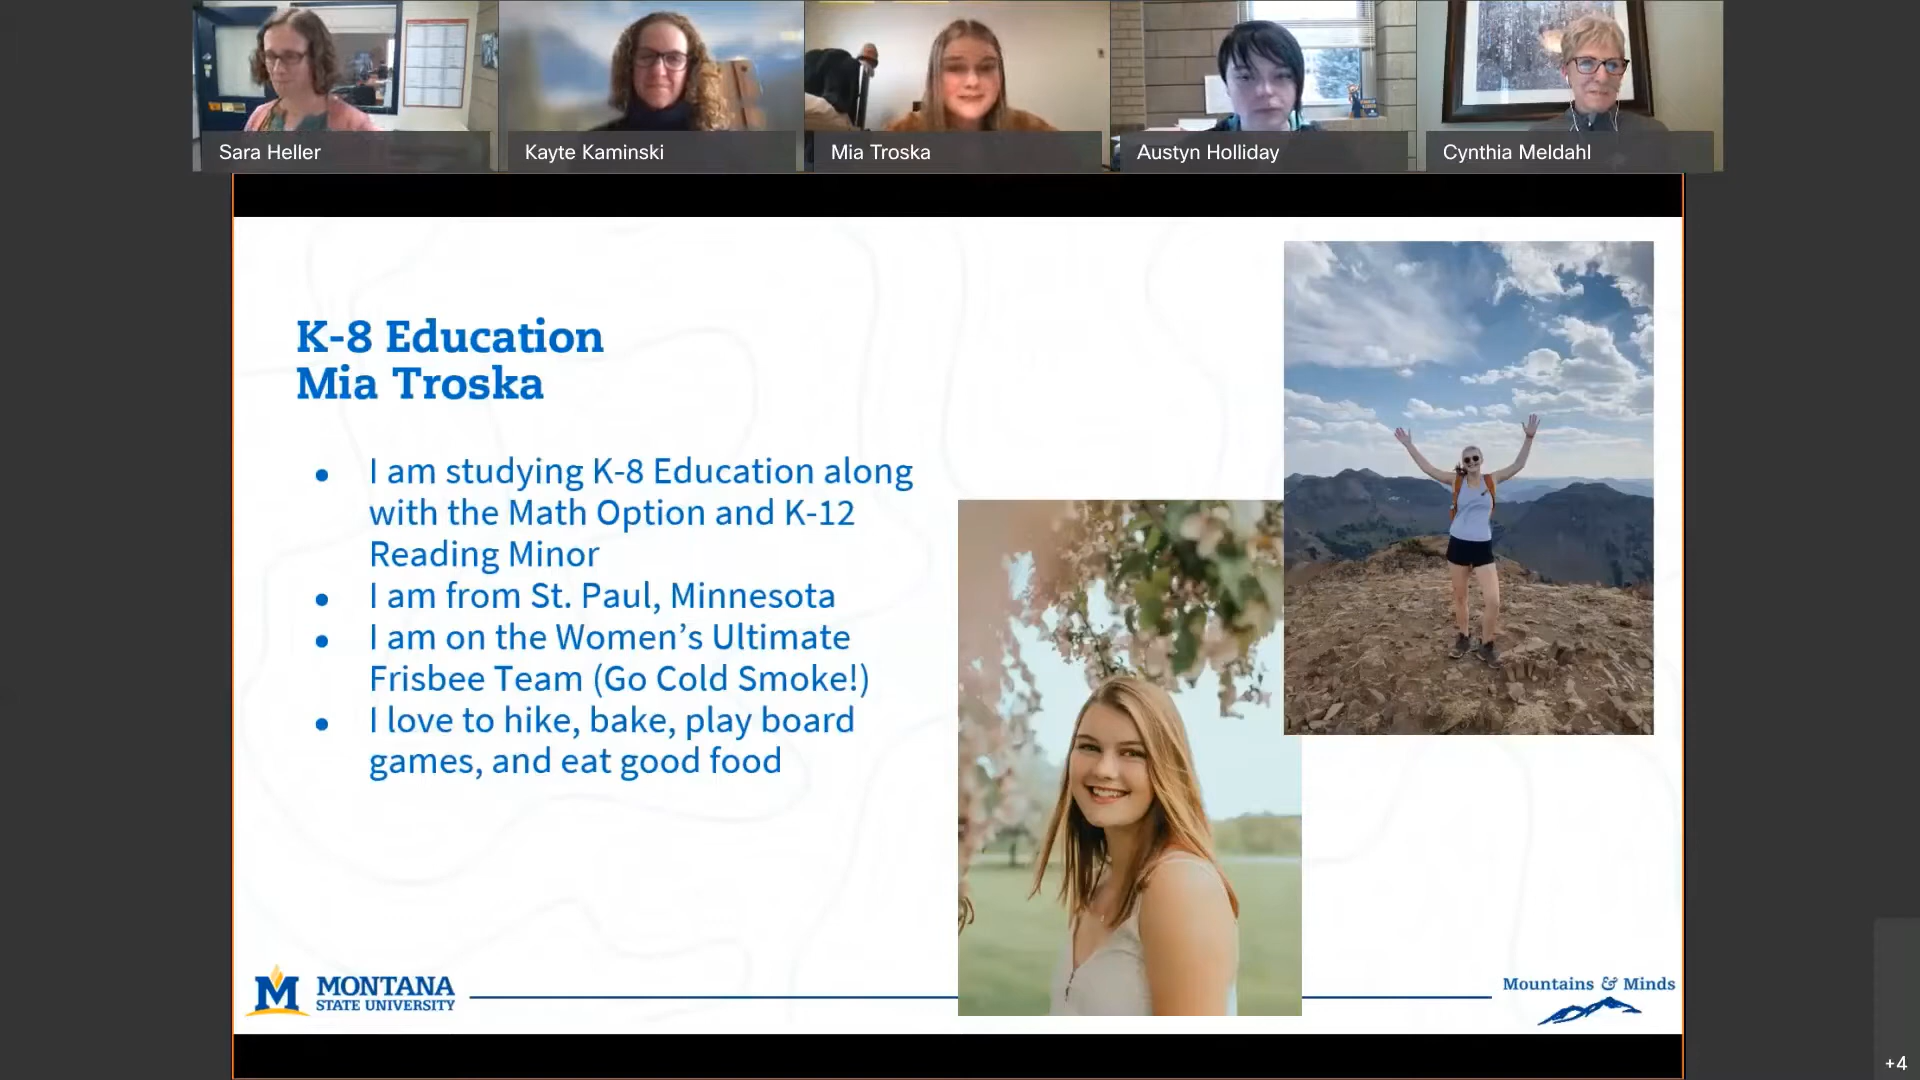 Sara Heller
Kayte Kaminski
Mia Troska
Austyn Holliday
Cynthia Meldahl
K-8 Education
Mia Troska
● I am studying K-8 Education along
with the Math Option and K-12
Reading Minor
● I am from St. Paul, Minnesota
● I am on the Women’s Ultimate
Frisbee Team (Go Cold Smoke!)
● I love to hike, bake, play board
games, and eat good food
M MONTANA
STATE UNIVERSITY
Mountains & Minds
+4